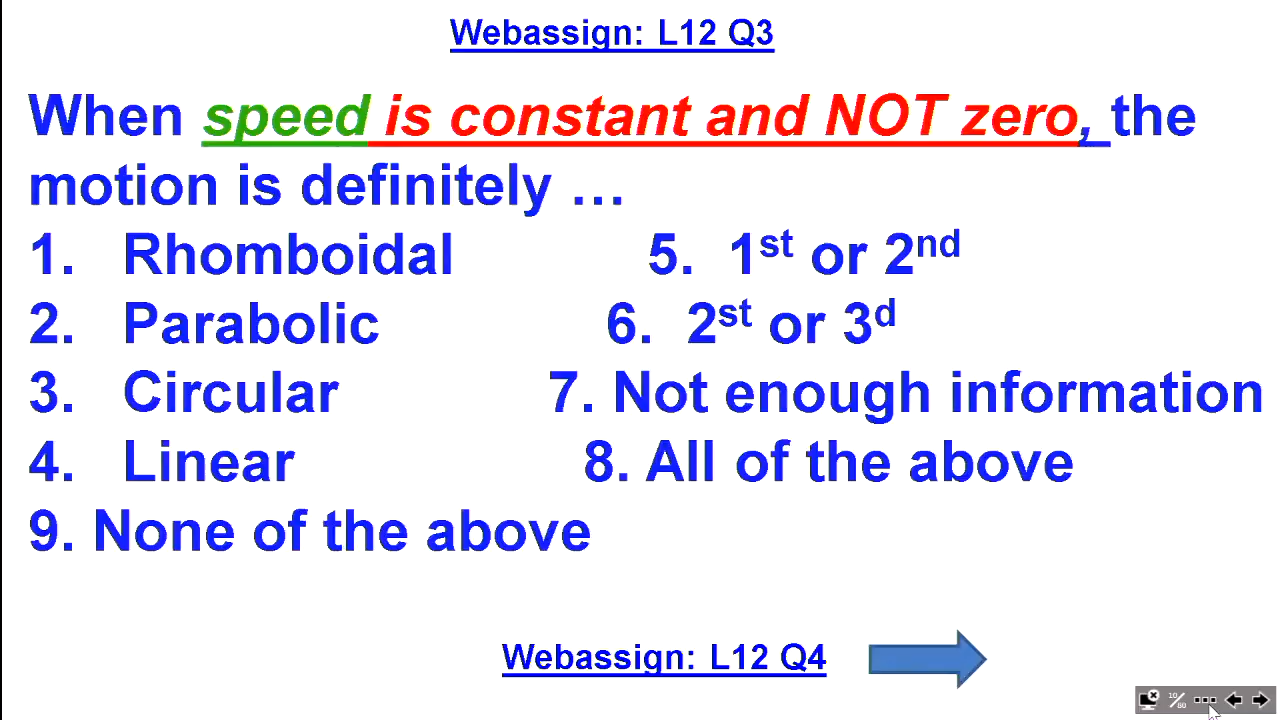 Webassign: L12 Q3
When speed is constant and NOT zero, the
motion is definitely …
1. Rhomboidal 5. 1st or 2nd
2. Parabolic 6. 2st or 3d
3. Circular 7. Not enough information
4. Linear 8. All of the above
9. None of the above
Webassign: L12 Q4
10/80